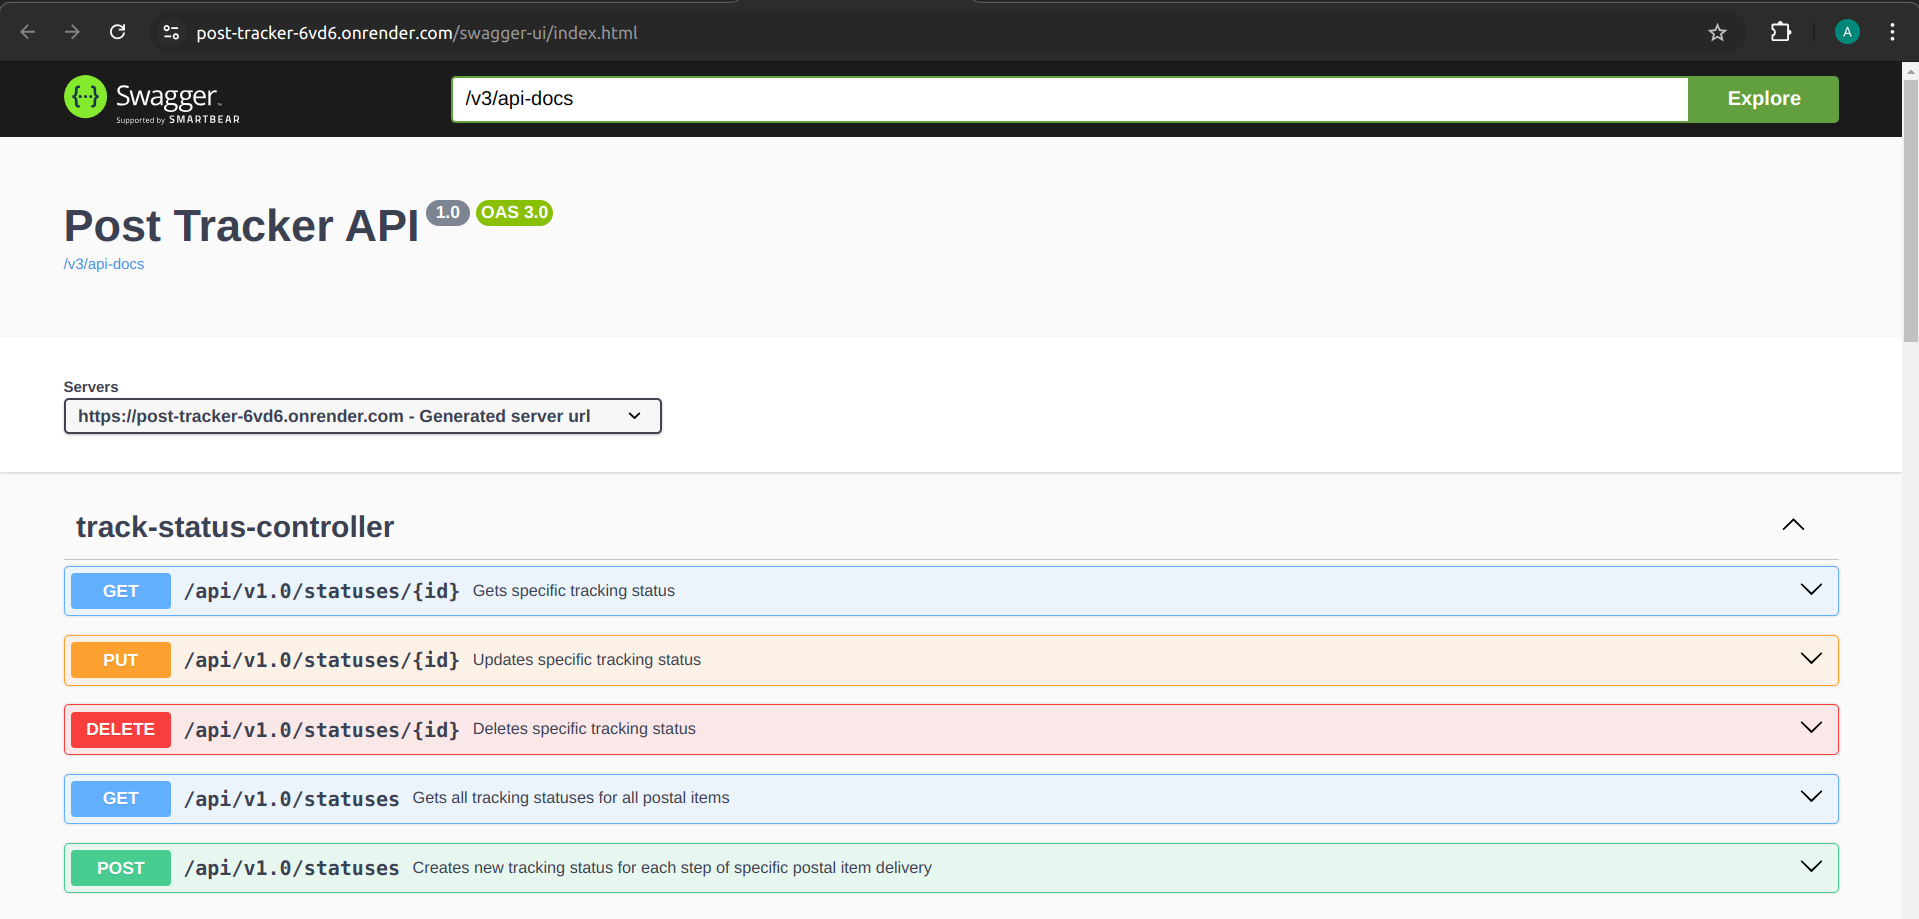 post-tracker-6vd6.onrender.com/swagger-ui/index.html
A
{···} Swagger™
Supported by SMARTBEAR
/v3/api-docs
Explore
Post Tracker API 1.0 OAS 3.0
/v3/api-docs
Servers
https://post-tracker-6vd6.onrender.com - Generated server url
track-status-controller
GET /api/v1.0/statuses/{id} Gets specific tracking status
PUT /api/v1.0/statuses/{id} Updates specific tracking status
DELETE /api/v1.0/statuses/{id} Deletes specific tracking status
GET /api/v1.0/statuses Gets all tracking statuses for all postal items
POST /api/v1.0/statuses Creates new tracking status for each step of specific postal item delivery